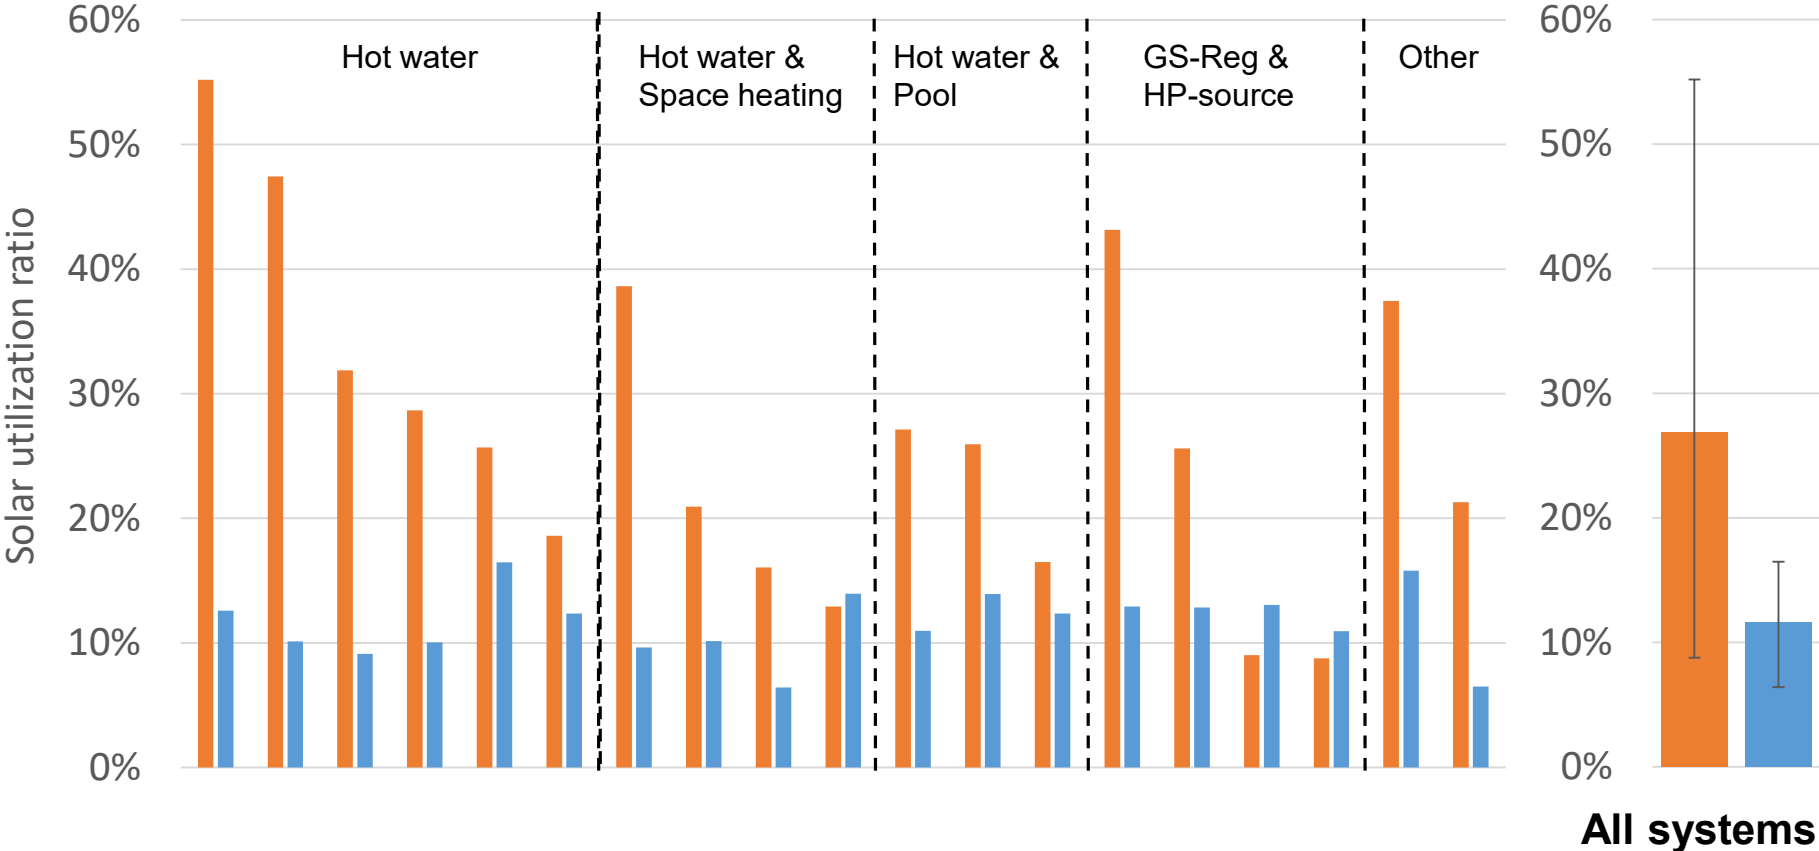 Solar utilization ratio
60%
50%
40%
30%
20%
10%
0%
Hot water
Hot water &
Space heating
Hot water &
Pool
GS-Reg &
HP-source
Other
60%
50%
40%
30%
20%
10%
0%
All systems